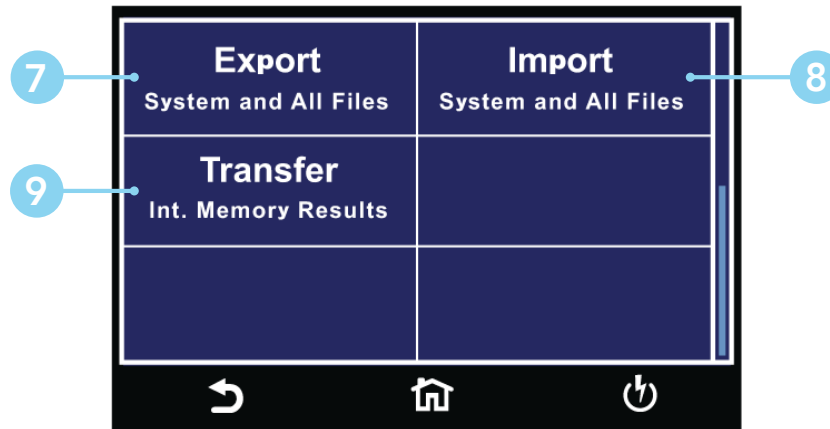 7
Export
System and All Files
Import
System and All Files
8
9
Transfer
Int. Memory Results